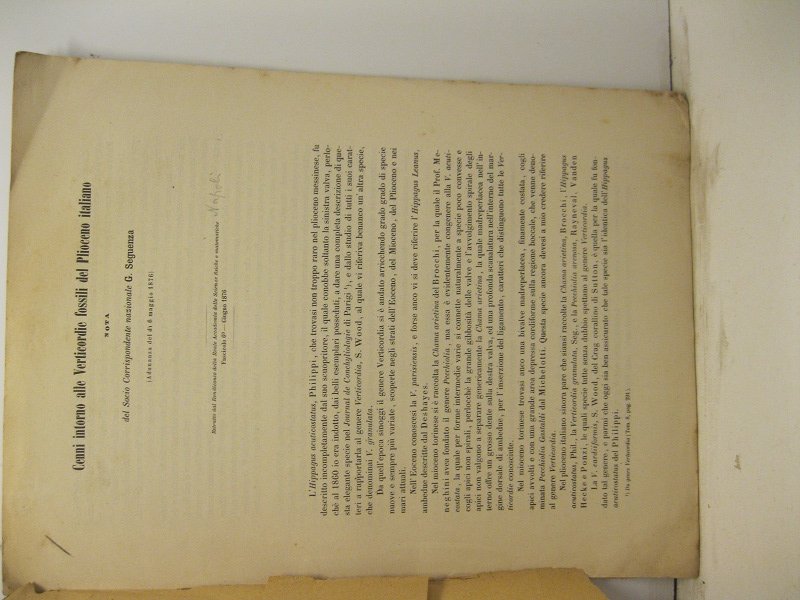 Cenni intorno alle Verticordie fossili del Pliocene italiano
NOTA
del Socio Corrispondente nazionale G. Seguenza
(Adunanza del dì 6 maggio 1876)
Estratto dal Rendiconto della Reale Accademia delle Scienze fisiche e matematiche
Fascicolo 6º — Giugno 1876
Napoli
L'Hippagus acuticostatus, Philippi, che trovasi non troppo raro nel pliocene messinese, fu
descritto incompletamente dal suo scopritore, il quale conobbe soltanto la sinistra valva, perlo-
chè al 1860 io era indotto, dai belli esemplari posseduti, a dare una completa descrizione di que-
sta elegante specie nel Journal de Conchyliologie di Parigi ¹), e dallo studio di tutti i suoi carat-
teri a rapportarla al genere Verticordia, S. Wood, al quale vi riferiva benanco un altra specie,
che denominai V. granulata.
Da quell'epoca sinoggi il genere Verticordia si è andato arricchendo grado grado di specie
nuove e sempre più variate, scoperte negli strati dell'Eocene, del Miocene, del Pliocene e nei
mari attuali.
Nell'Eocene conoscesi la V. parisiensis, e forse anco vi si deve riferire l'Hippagus Leanus,
ambedue descritte dal Deshayes.
Nel miocene torinese si è raccolta la Chama arietina del Brocchi, per la quale il Prof. Me-
neghini avea fondato il genere Pecchiolia, ma essa è evidentemente congenere alla V. acuti-
costata, la quale per forme intermedie varie si connette naturalmente a specie poco convesse e
cogli apici non spirali, perlocchè la grande gibbosità delle valve e l'avvolgimento spirale degli
apici non valgono a separare genericamente la Chama arietina, la quale madreperlacea nell'in-
terno offre un grosso dente sulla destra valva, ed una profonda scanalatura nell'interno del mar-
gine dorsale di ambedue, per l'inserzione del ligamento, caratteri che distinguono tutte le Ver-
ticordie conosciute.
Nel miocene torinese trovasi anco una bivalve madreperlacea, finamente costata, cogli
apici avvolti e con una grande area depressa cordiforme sulla regione boccale, che venne deno-
minata Pecchiolia Gastaldi dal Michelotti. Questa specie ancora devesi a mio credere riferire
al genere Verticordia.
Nel pliocene italiano sinora pare che siansi raccolte la Chama arietina, Brocchi, l'Hippagus
acuticostatus, Phil., la Verticordia granulata, Seg., e la Pecchiolia Rayneval, Vanden
Hecke e Ponzi, le quali specie tutte senza dubbio spettano al genere Verticordia.
La V. cardiiformis, S. Wood, del Crag corallino di Sutton, è quella per la quale fu fon-
dato tal genere, e parmi che oggi sia ben assicurato che tale specie sia l'identica dell'Hippagus
acuticostatus del Philippi.